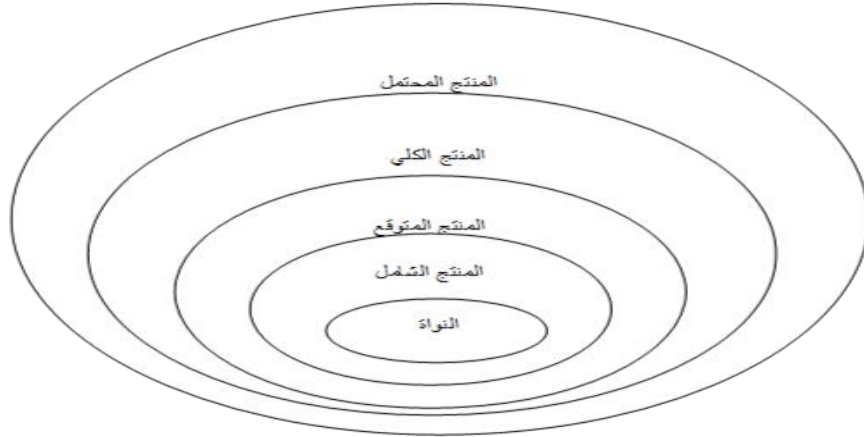 المنتج المحتمل
المنتج الكلي
المنتج المتوقع
المنتج الشامل
النواة